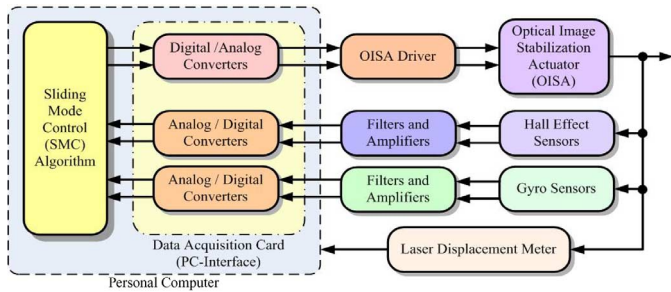 Sliding
Mode
Control
(SMC)
Algorithm
Digital /Analog
Converters
OISA Driver
Optical Image
Stabilization
Actuator
(OISA)
Analog / Digital
Converters
Filters and
Amplifiers
Hall Effect
Sensors
Analog / Digital
Converters
Filters and
Amplifiers
Gyro Sensors
Data Acquisition Card
(PC-Interface)
Laser Displacement Meter
Personal Computer